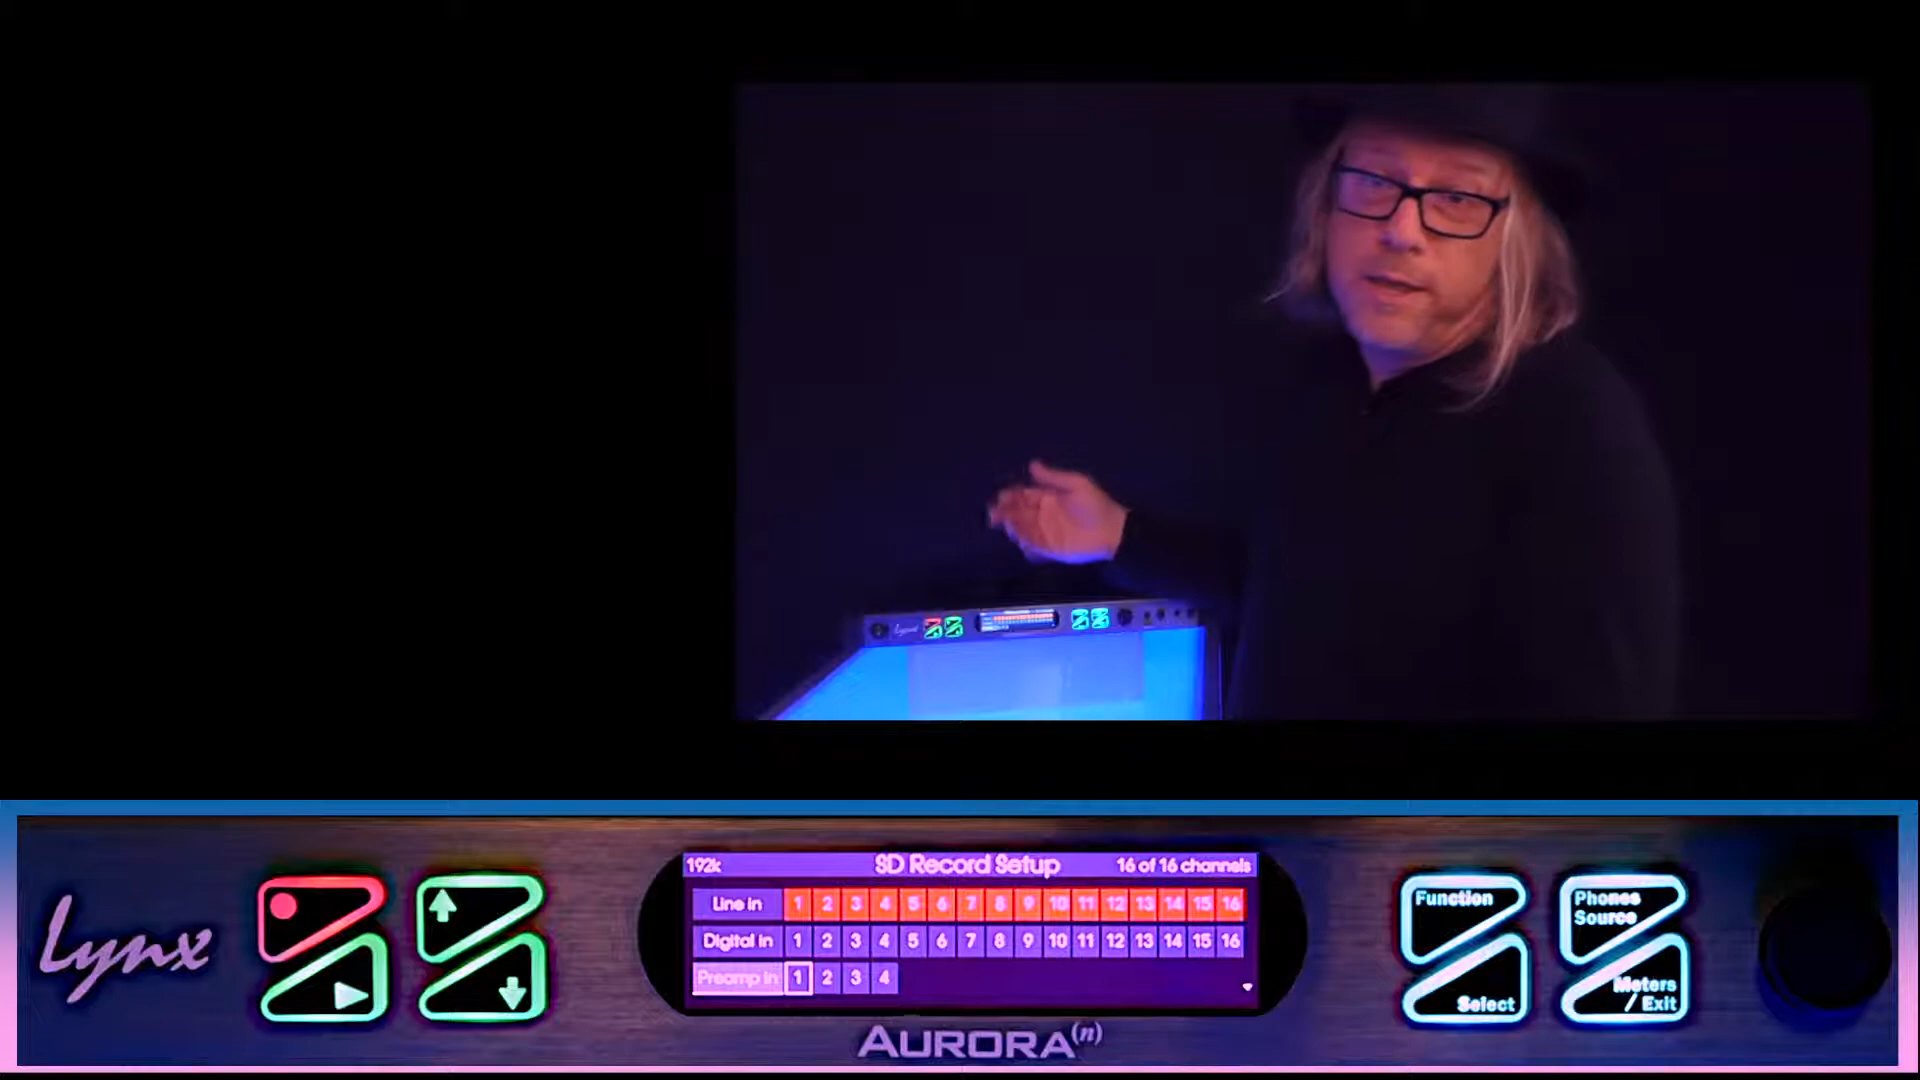 Lynx
192k SD Record Setup 16 of 16 channels
Line In 1 2 3 4 5 6 7 8 9 10 11 12 13 14 15 16
Digital In 1 2 3 4 5 6 7 8 9 10 11 12 13 14 15 16
Preamp In 1 2 3 4
Function
Select
Phones
Source
Meters
/ Exit
AURORA(n)